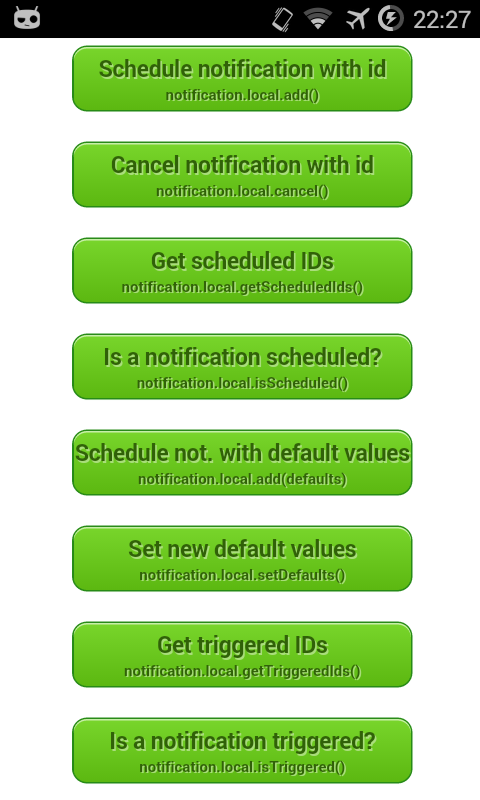 22:27
Schedule notification with id
notification.local.add()
Cancel notification with id
notification.local.cancel()
Get scheduled IDs
notification.local.getScheduledIds()
Is a notification scheduled?
notification.local.isScheduled()
Schedule not. with default values
notification.local.add(defaults)
Set new default values
notification.local.setDefaults()
Get triggered IDs
notification.local.getTriggeredIds()
Is a notification triggered?
notification.local.isTriggered()